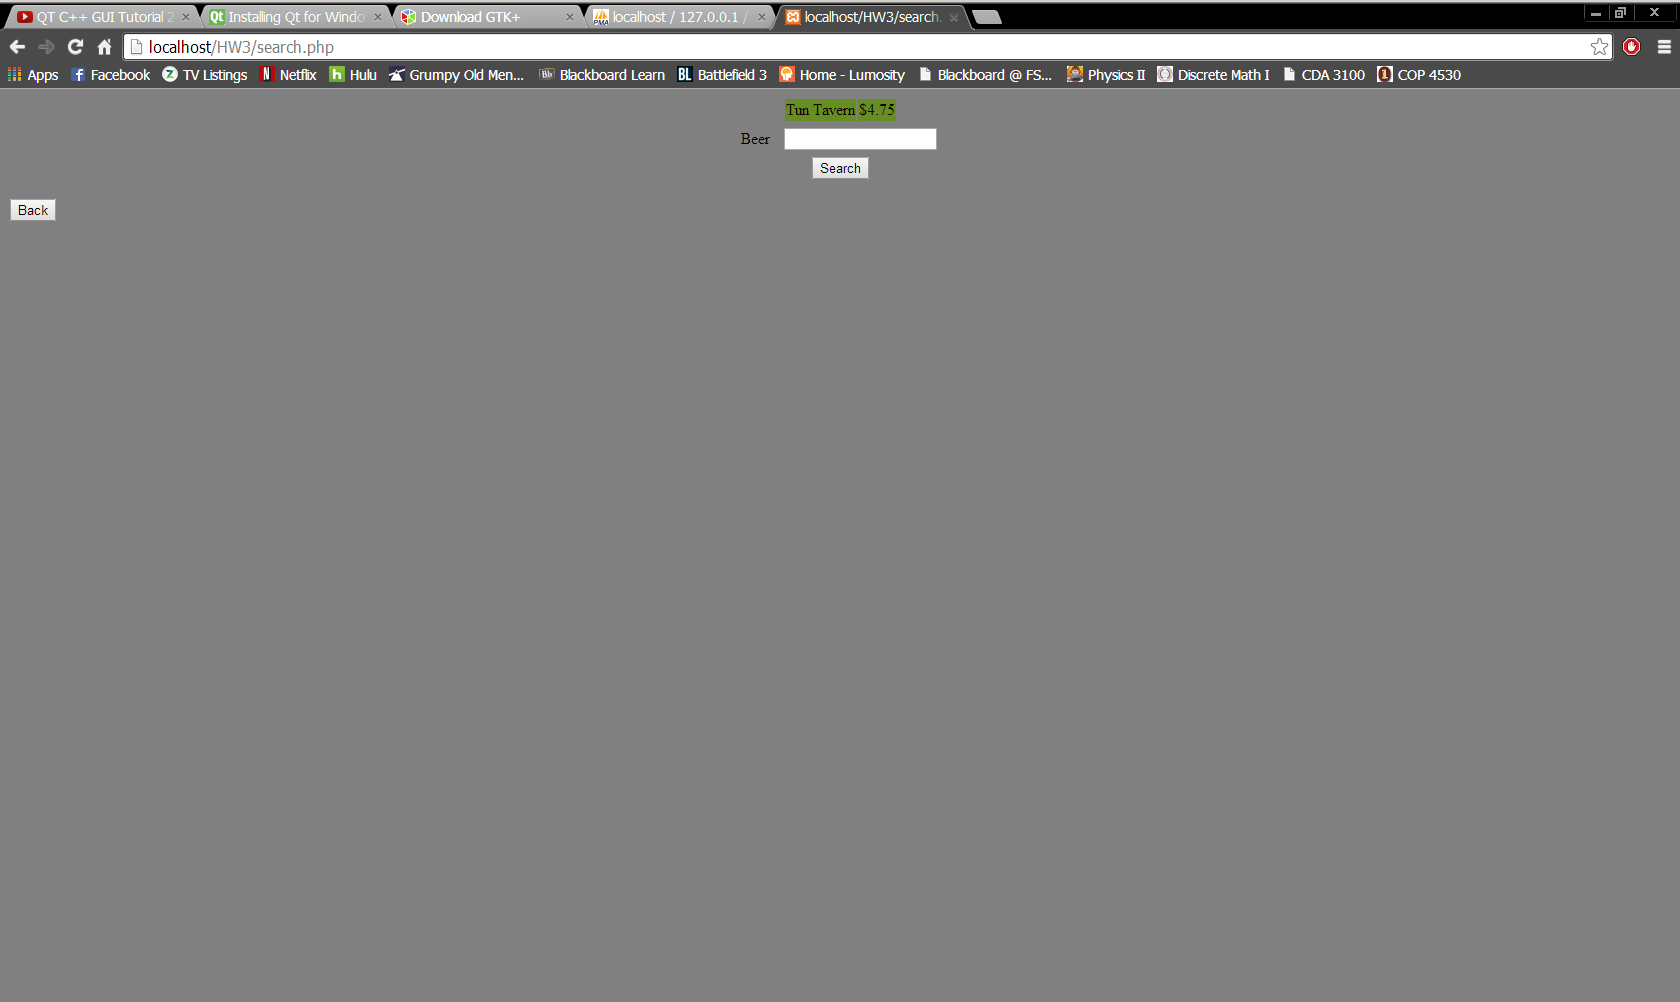 QT C++ GUI Tutorial 2
Installing Qt for Windo
Download GTK+
localhost / 127.0.0.1 /
localhost/HW3/search.
localhost/HW3/search.php
Apps Facebook TV Listings Netflix Hulu Grumpy Old Men... Blackboard Learn Battlefield 3 Home - Lumosity Blackboard @ FS... Physics II Discrete Math I CDA 3100 COP 4530
Tun Tavern $4.75
Beer
Search
Back